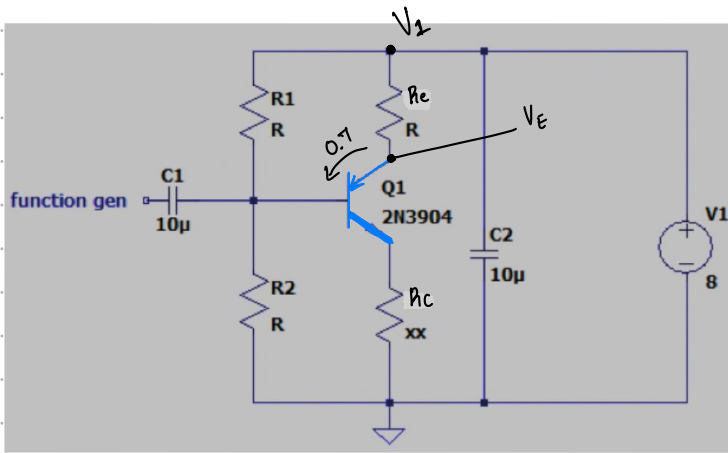 V1
Re
R1
R
R
VE
0.7
C1
Q1
function gen
2N3904
10µ
V1
C2
+
10µ
8
R2
R
Rc
xx